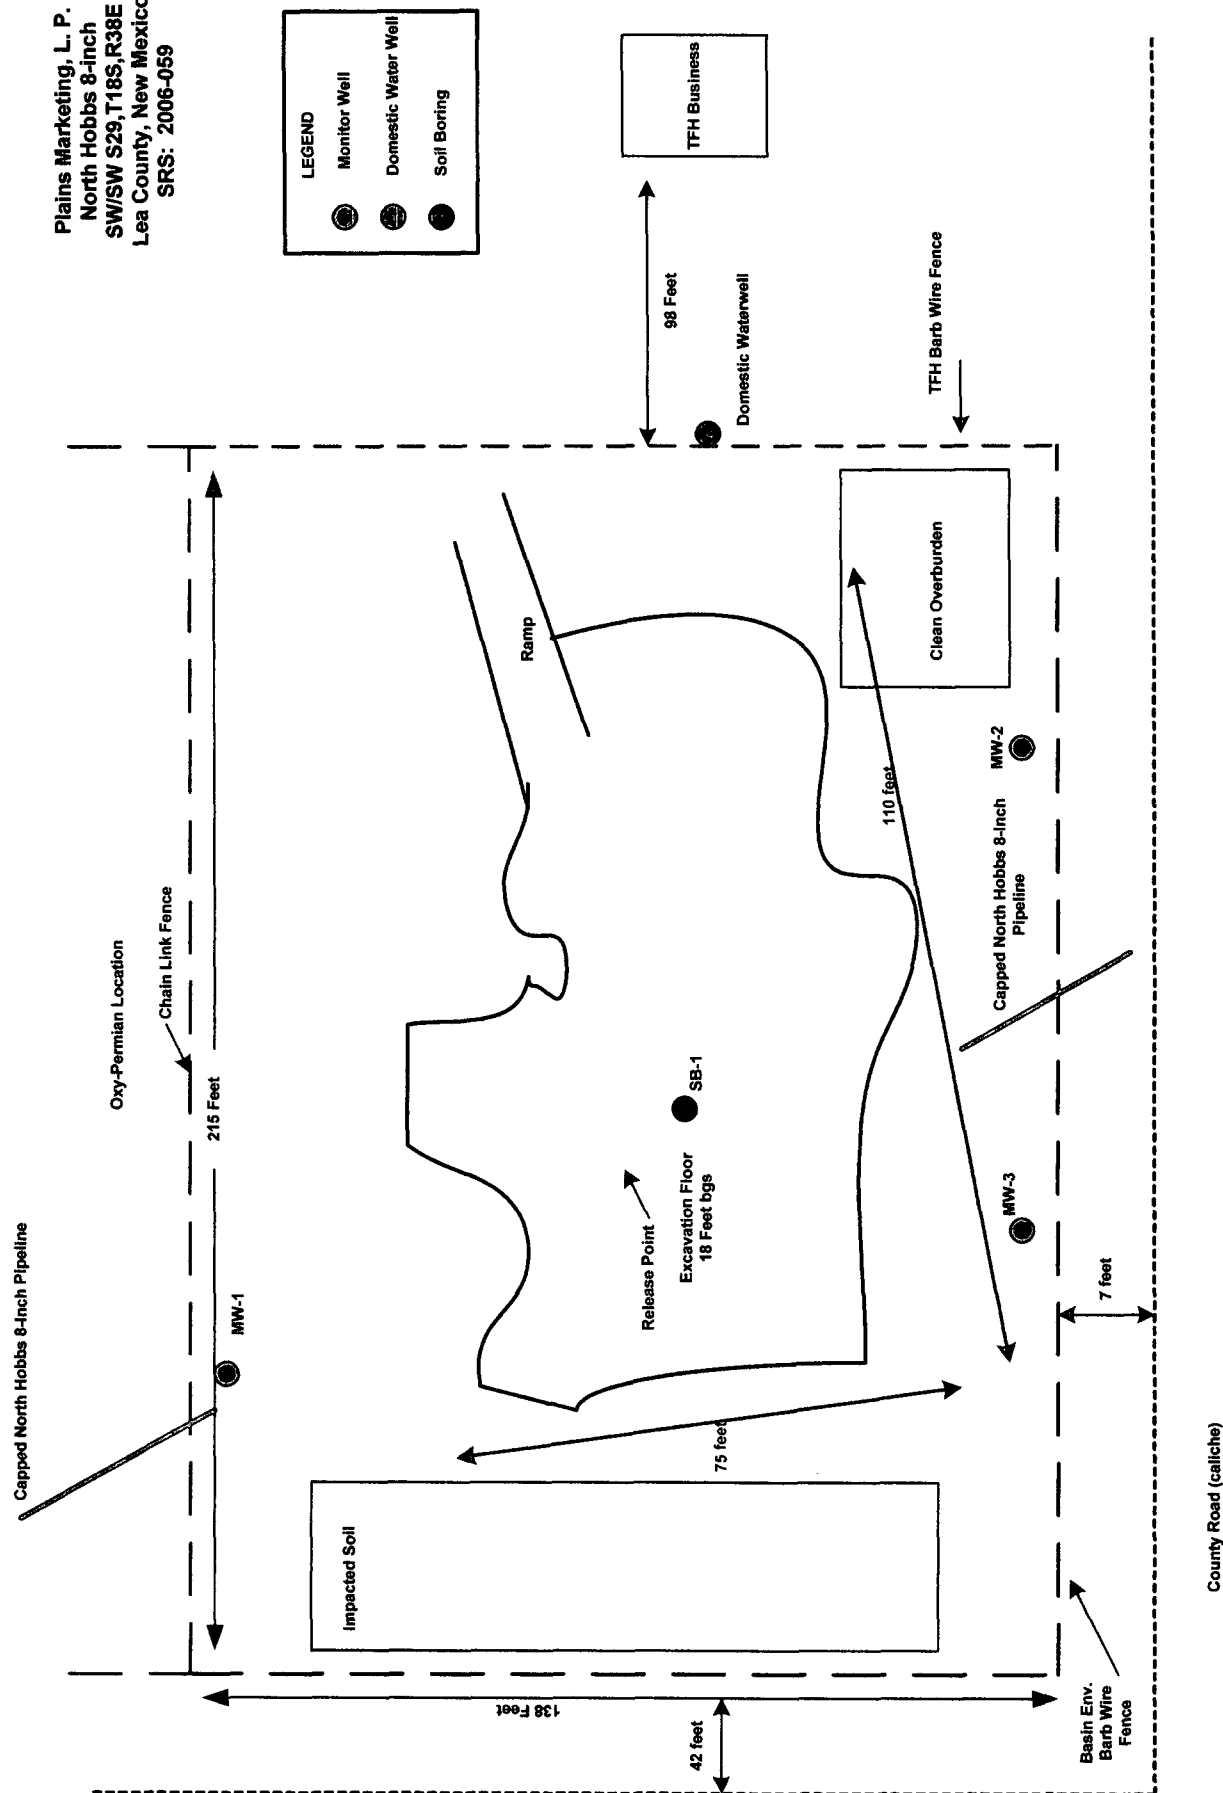 Plains Marketing, L. P.
North Hobbs 8-inch
SW/SW S29,T18S,R38E
Lea County, New Mexico
SRS: 2006-059
LEGEND
Monitor Well
Domestic Water Well
Soil Boring
TFH Business
98 Feet
Domestic Waterwell
TFH Barb Wire Fence
Capped North Hobbs 8-Inch Pipeline
Oxy-Permian Location
Chain Link Fence
215 Feet
MW-1
Ramp
Clean Overburden
110 feet
MW-2
Capped North Hobbs 8-Inch
Pipeline
SB-1
Release Point
Excavation Floor
18 Feet bgs
MW-3
7 feet
75 feet
Impacted Soil
138 Feet
42 feet
Basin Env.
Barb Wire
Fence
County Road (caliche)